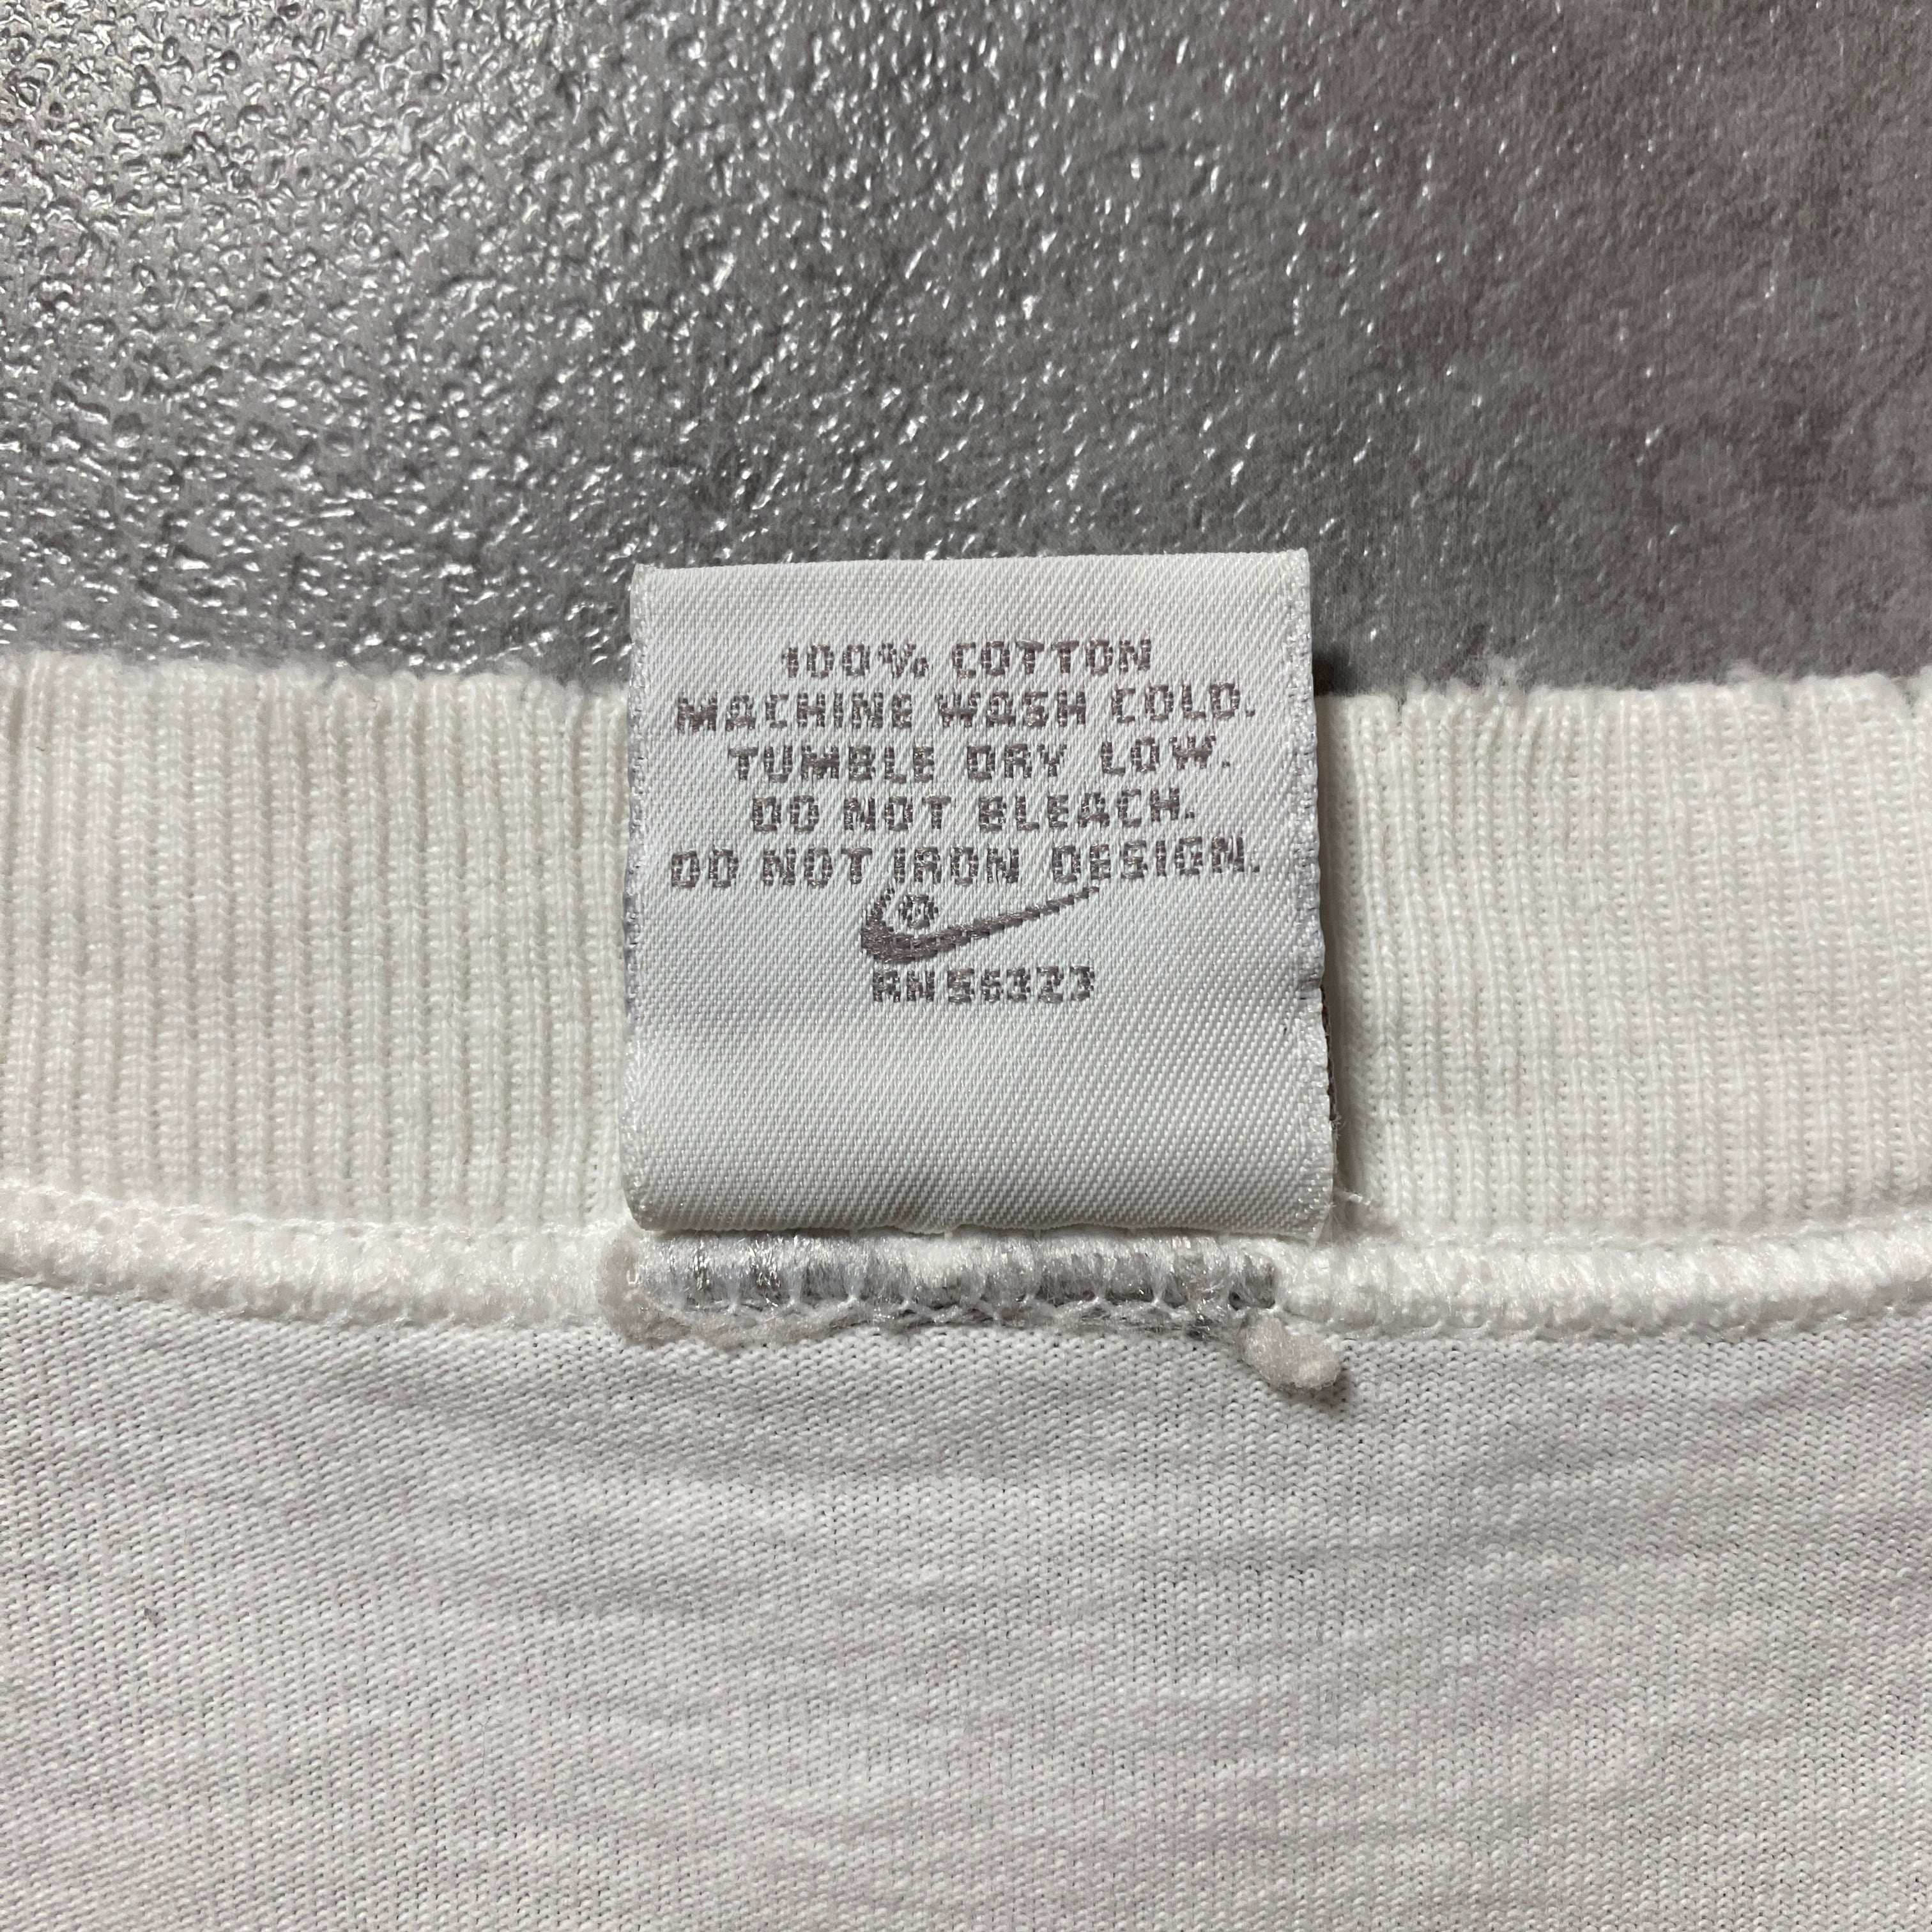 100% COTTON
MACHINE WASH COLD.
TUMBLE DRY LOW.
DO NOT BLEACH.
DO NOT IRON DESIGN.
R
RN 56323